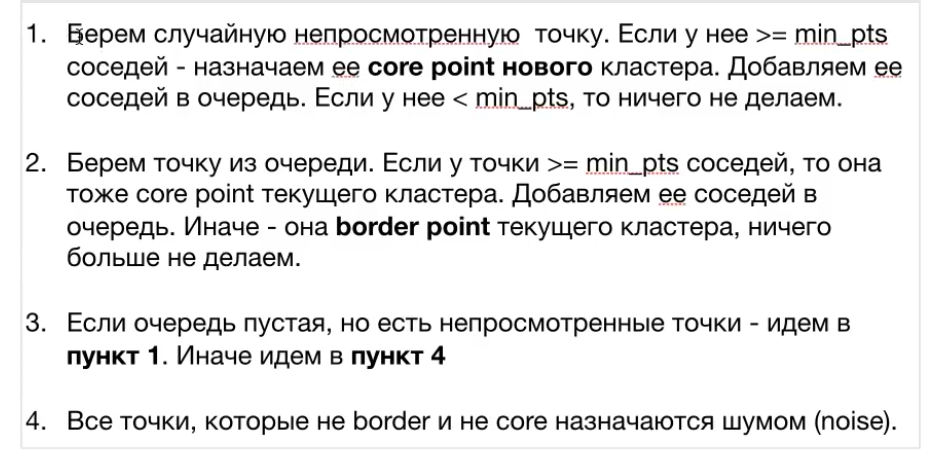 1. Берем случайную непросмотренную точку. Если у нее >= min_pts
соседей - назначаем ее core point нового кластера. Добавляем ее
соседей в очередь. Если у нее < min_pts, то ничего не делаем.
2. Берем точку из очереди. Если у точки >= min_pts соседей, то она
тоже core point текущего кластера. Добавляем ее соседей в
очередь. Иначе - она border point текущего кластера, ничего
больше не делаем.
3. Если очередь пустая, но есть непросмотренные точки - идем в
пункт 1. Иначе идем в пункт 4
4. Все точки, которые не border и не core назначаются шумом (noise).